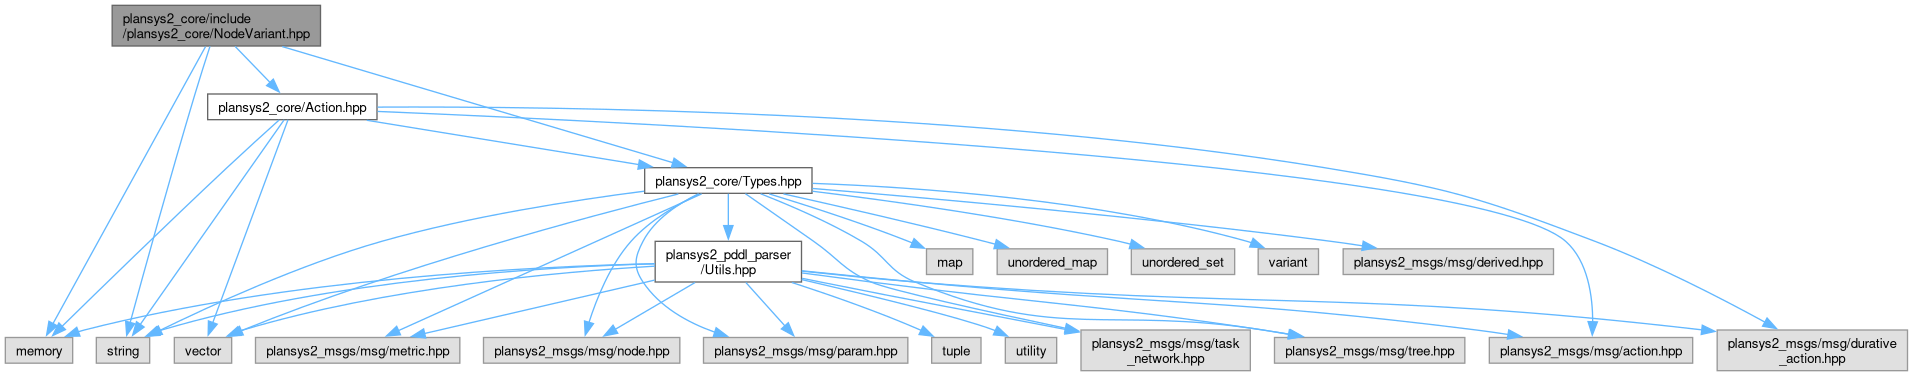 plansys2_core/include
/plansys2_core/NodeVariant.hpp
plansys2_core/Action.hpp
plansys2_core/Types.hpp
plansys2_pddl_parser
/Utils.hpp
map
unordered_map
unordered_set
variant
plansys2_msgs/msg/derived.hpp
memory
string
vector
plansys2_msgs/msg/metric.hpp
plansys2_msgs/msg/node.hpp
plansys2_msgs/msg/param.hpp
tuple
utility
plansys2_msgs/msg/task
_network.hpp
plansys2_msgs/msg/tree.hpp
plansys2_msgs/msg/action.hpp
plansys2_msgs/msg/durative
_action.hpp